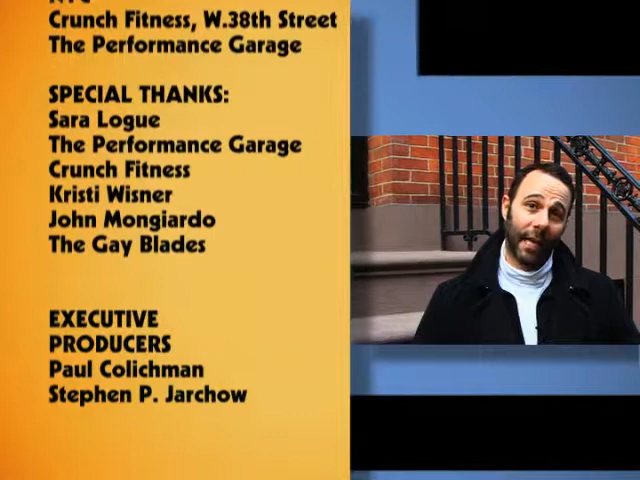 NYC
Crunch Fitness, W.38th Street
The Performance Garage
SPECIAL THANKS:
Sara Logue
The Performance Garage
Crunch Fitness
Kristi Wisner
John Mongiardo
The Gay Blades
EXECUTIVE
PRODUCERS
Paul Colichman
Stephen P. Jarchow